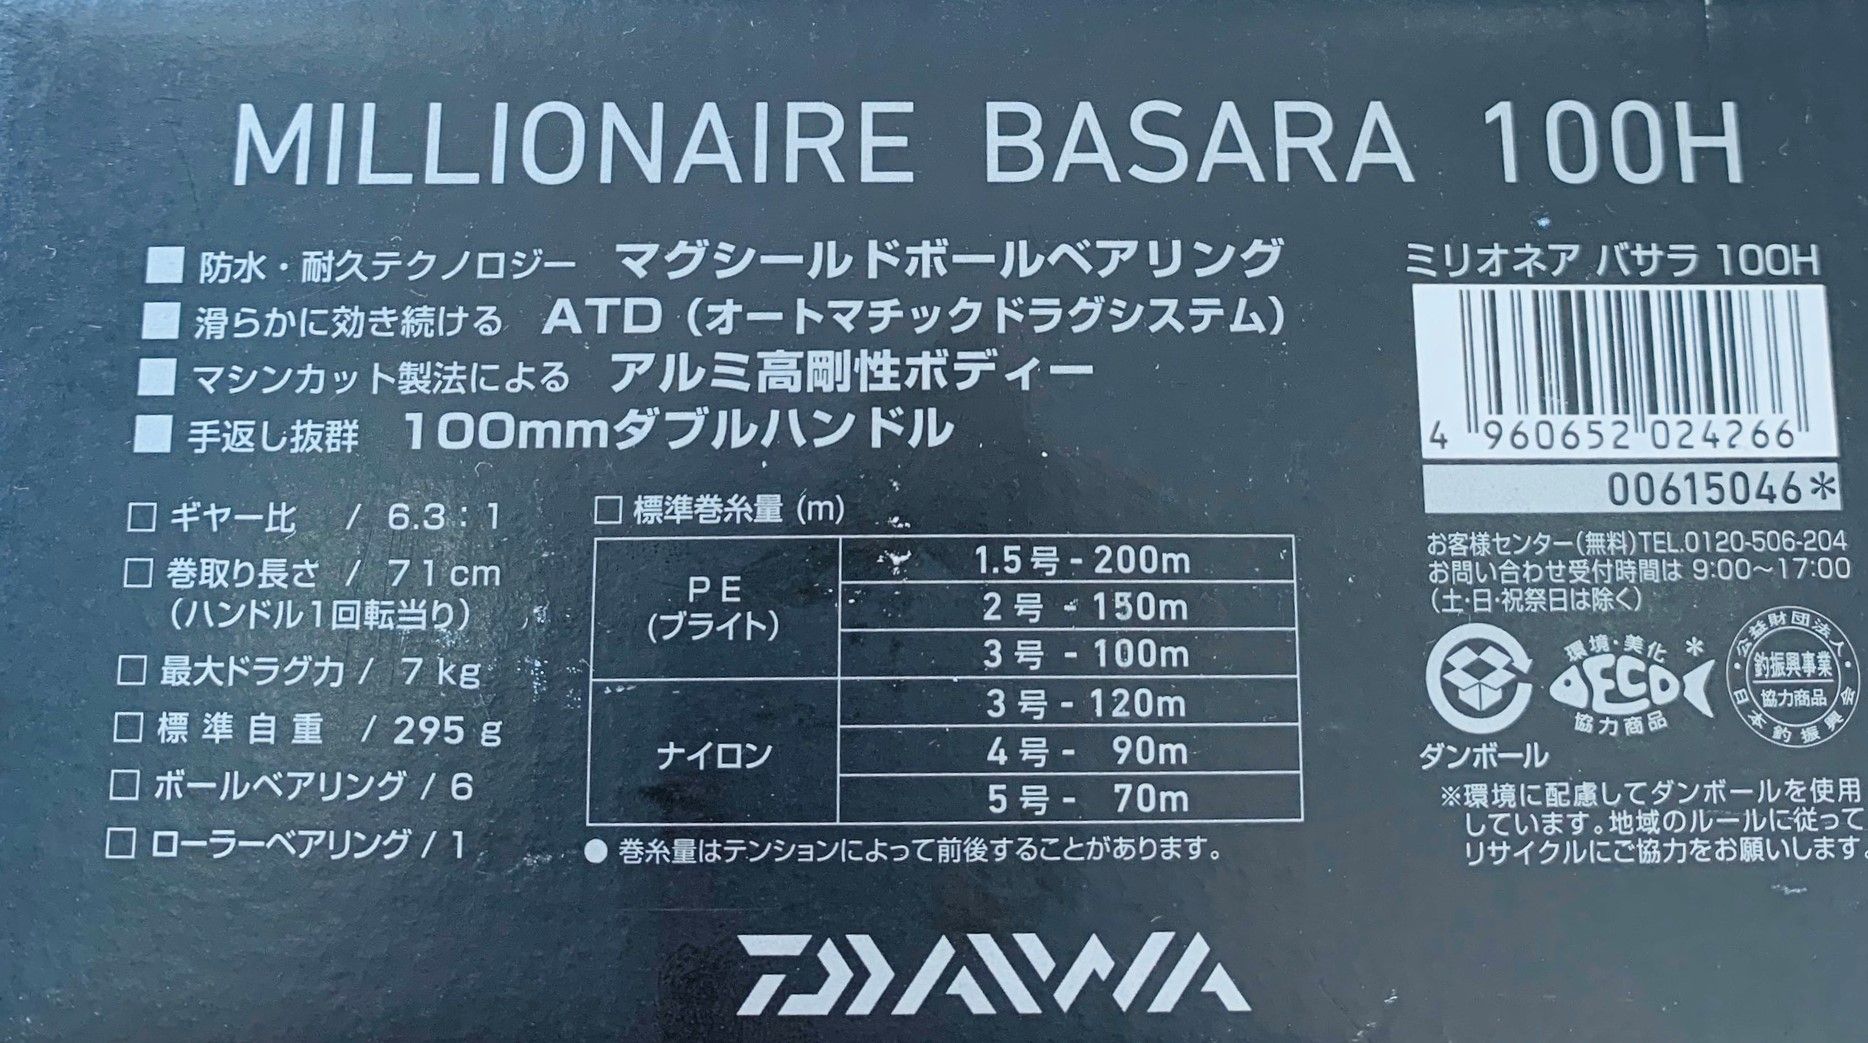 MILLIONAIRE BASARA 100H
■ 防水・耐久テクノロジー マグシールドボールベアリング
■ 滑らかに効き続ける ATD（オートマチックドラグシステム）
■ マシンカット製法による アルミ高剛性ボディー
■ 手返し抜群 100mmダブルハンドル
□ ギヤー比 / 6.3：1
□ 巻取り長さ / 71cm
（ハンドル1回転当り）
□ 最大ドラグ力 / 7kg
□ 標準自重 / 295g
□ ボールベアリング / 6
□ ローラーベアリング / 1
□ 標準巻糸量 (m)
PE
(ブライト)
1.5号 - 200m
2号 - 150m
3号 - 100m
ナイロン
3号 - 120m
4号 - 90m
5号 - 70m
● 巻糸量はテンションによって前後することがあります。
ミリオネア バサラ 100H
4 960652 024266
00615046*
お客様センター(無料)TEL.0120-506-204
お問い合わせ受付時間は 9:00～17:00
(土・日・祝祭日は除く)
ダンボール
環境・美化
*
ECO
協力商品
・公益財団法人・
釣振興事業
協力商品
日本釣振興会
※環境に配慮してダンボールを使用
しています。地域のルールに従って
リサイクルにご協力をお願いします。
DAIWA